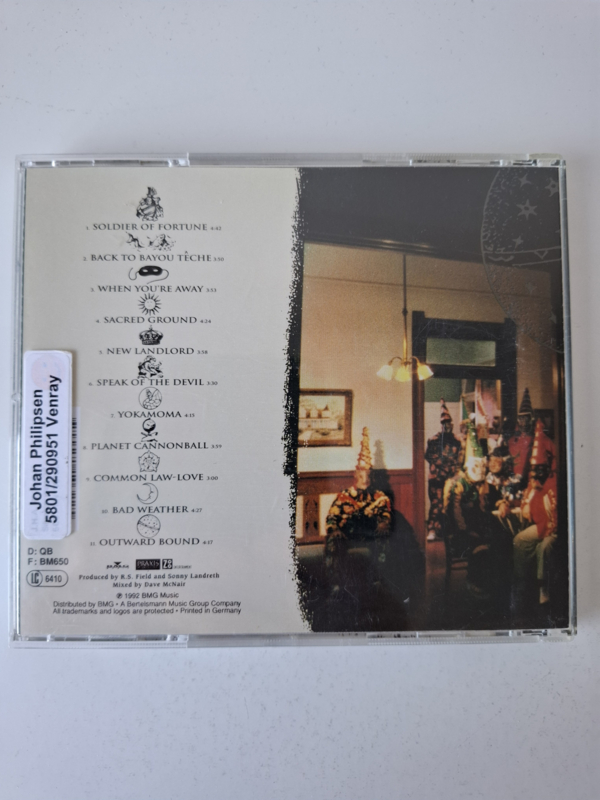 1. SOLDIER OF FORTUNE 4:42
2. BACK TO BAYOU TÊCHE 3:50
3. WHEN YOU'RE AWAY 3:53
4. SACRED GROUND 4:24
5. NEW LANDLORD 3:58
6. SPEAK OF THE DEVIL 3:30
7. YOKAMOMA 4:15
8. PLANET CANNONBALL 3:59
9. COMMON LAW-LOVE 3:00
10. BAD WEATHER 4:27
11. OUTWARD BOUND 4:17
Johan Philipsen
5801/290951 Venray
D: QB
F: BM650
LC 6410
PRAXIS
Produced by R.S. Field and Sonny Landreth
Mixed by Dave McNair
℗ 1992 BMG Music
Distributed by BMG • A Bertelsmann Music Group Company
All trademarks and logos are protected • Printed in Germany